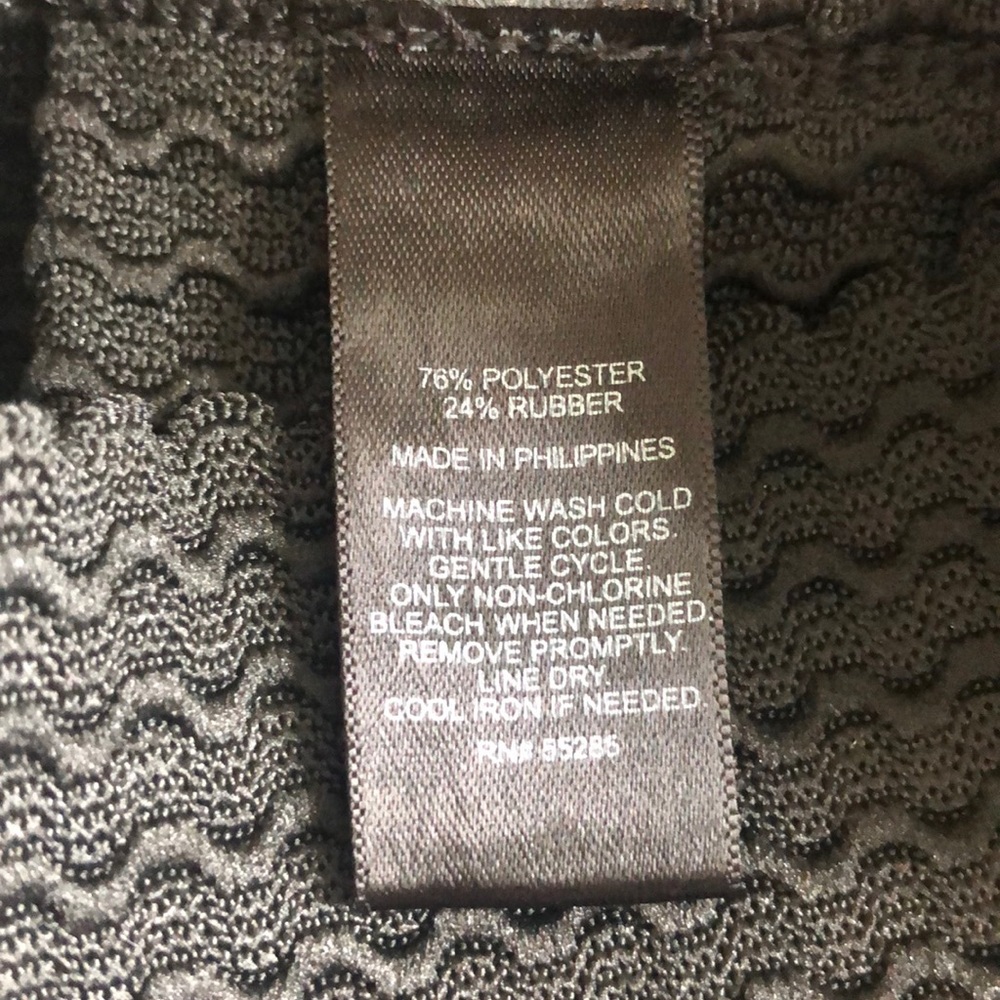 76% POLYESTER
24% RUBBER
MADE IN PHILIPPINES
MACHINE WASH COLD
WITH LIKE COLORS.
GENTLE CYCLE.
ONLY NON-CHLORINE
BLEACH WHEN NEEDED.
REMOVE PROMPTLY.
LINE DRY.
COOL IRON IF NEEDED
RN#